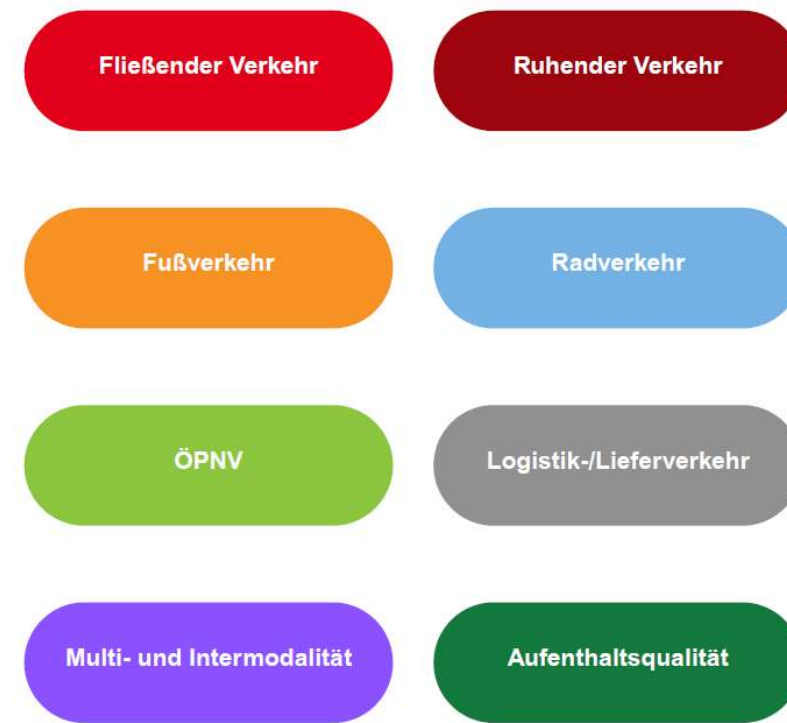 Fließender Verkehr
Ruhender Verkehr
Fußverkehr
Radverkehr
ÖPNV
Logistik-/Lieferverkehr
Multi- und Intermodalität
Aufenthaltsqualität